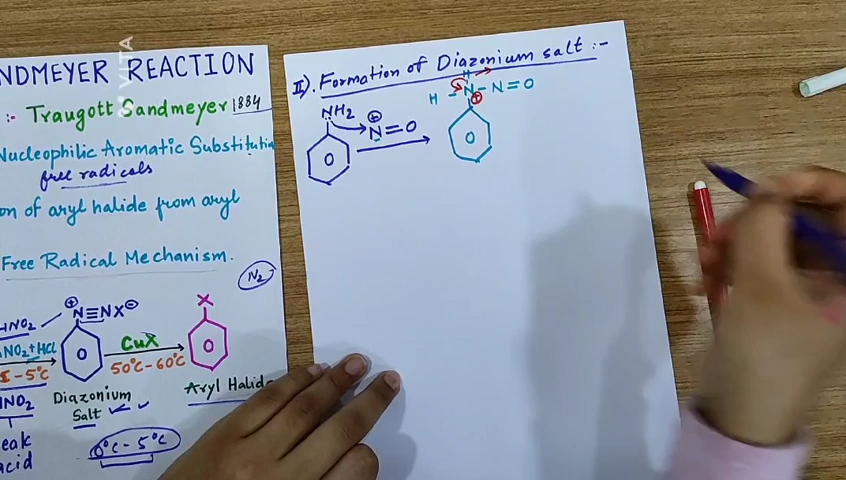 NDMEYER REACTION
:- Traugott Sandmeyer 1884
Nucleophilic Aromatic Substitution
free radicals
on of aryl halide from aryl
Free Radical Mechanism.
N2
HNO2
NO2+HCl
- 5°C
HNO2
eak
acid
⊕
N≡NX⊖
Diazonium
Salt
0°C - 5°C
CuX
50°C-60°C
X
Aryl Halide
II). Formation of Diazonium salt :-
NH2
⊕
N=O
H
H - N - N=O
⊕
VITA